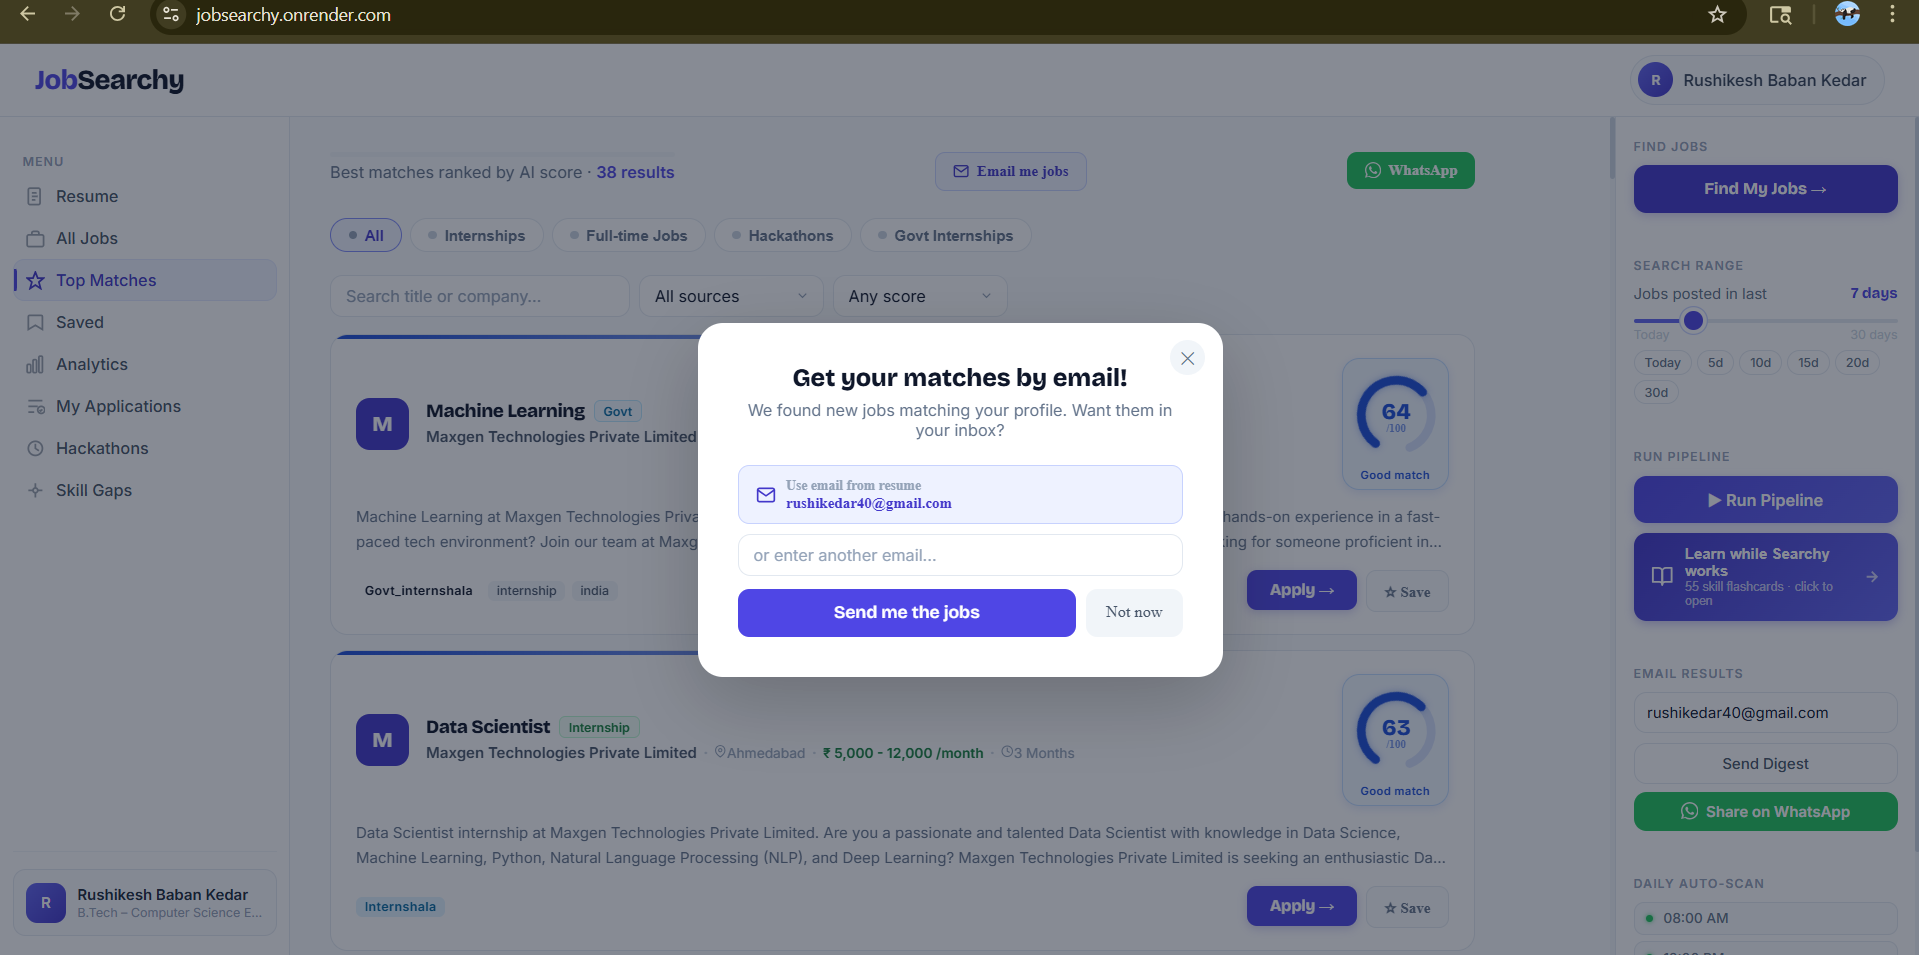 jobsearchy.onrender.com
JobSearchy
R
Rushikesh Baban Kedar
MENU
Resume
All Jobs
Top Matches
Saved
Analytics
My Applications
Hackathons
Skill Gaps
R
Rushikesh Baban Kedar
B.Tech – Computer Science E...
Best matches ranked by AI score · 38 results
Email me jobs
WhatsApp
All
Internships
Full-time Jobs
Hackathons
Govt Internships
Search title or company...
All sources
Any score
M
Machine Learning
Govt
Maxgen Technologies Private Limited
64
/100
Good match
Machine Learning at Maxgen Technologies Priva
hands-on experience in a fast-
paced tech environment? Join our team at Maxg
ing for someone proficient in...
Govt_internshala
internship
india
Apply →
☆ Save
Get your matches by email!
We found new jobs matching your profile. Want them in
your inbox?
Use email from resume
rushikedar40@gmail.com
or enter another email...
Send me the jobs
Not now
M
Data Scientist
Internship
Maxgen Technologies Private Limited · Ahmedabad · ₹ 5,000 - 12,000 /month · 3 Months
63
/100
Good match
Data Scientist internship at Maxgen Technologies Private Limited. Are you a passionate and talented Data Scientist with knowledge in Data Science,
Machine Learning, Python, Natural Language Processing (NLP), and Deep Learning? Maxgen Technologies Private Limited is seeking an enthusiastic Da...
Internshala
Apply →
☆ Save
FIND JOBS
Find My Jobs →
SEARCH RANGE
Jobs posted in last
7 days
Today
30 days
Today
5d
10d
15d
20d
30d
RUN PIPELINE
▶ Run Pipeline
Learn while Searchy
works
55 skill flashcards · click to
open
→
EMAIL RESULTS
rushikedar40@gmail.com
Send Digest
Share on WhatsApp
DAILY AUTO-SCAN
08:00 AM